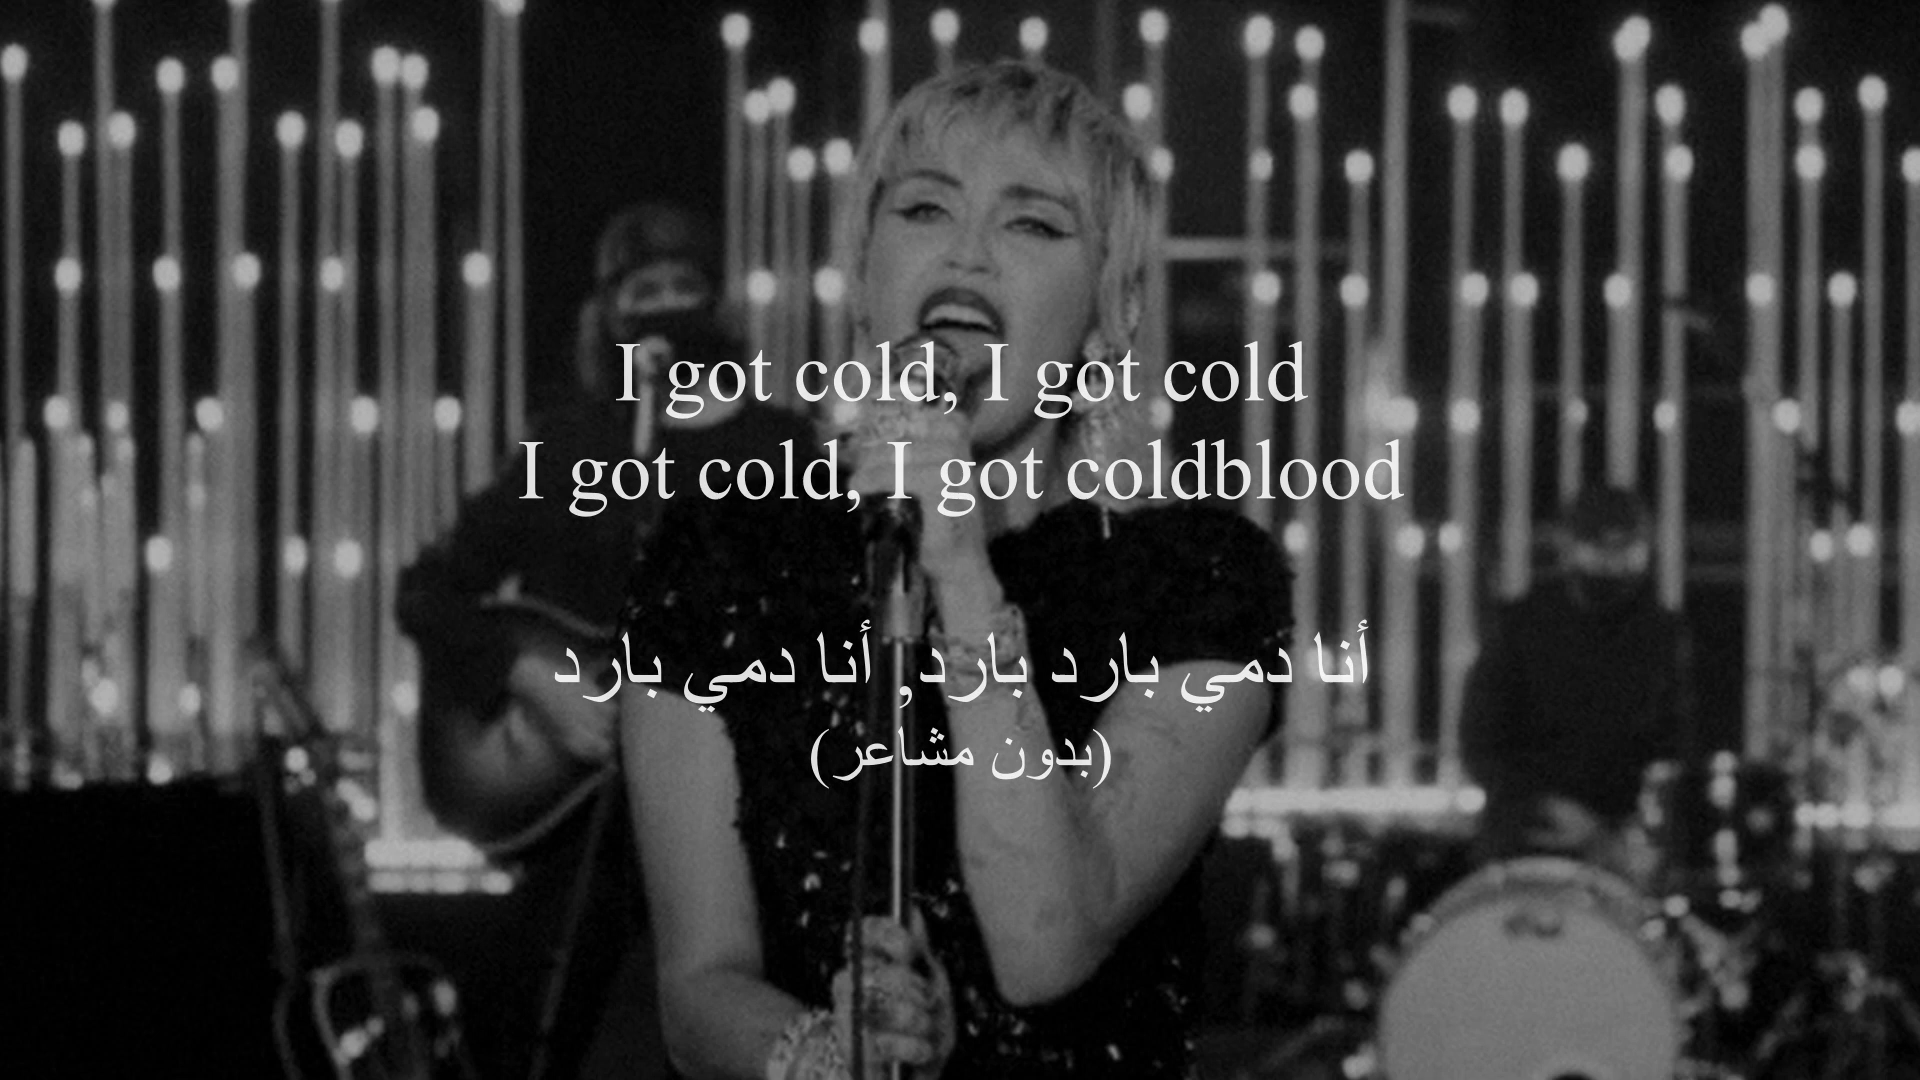 I got cold, I got cold
I got cold, I got coldblood
أنا دمي بارد بارد, أنا دمي بارد
(بدون مشاعر)